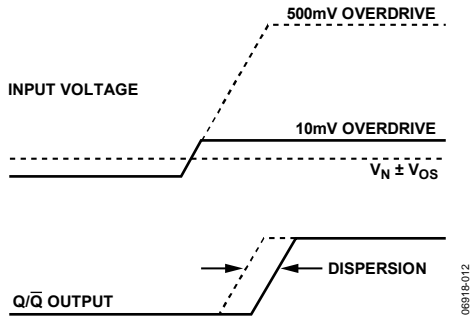 500mV OVERDRIVE
INPUT VOLTAGE
10mV OVERDRIVE
V_N ± V_OS
DISPERSION
Q/Q̅ OUTPUT
06918-012